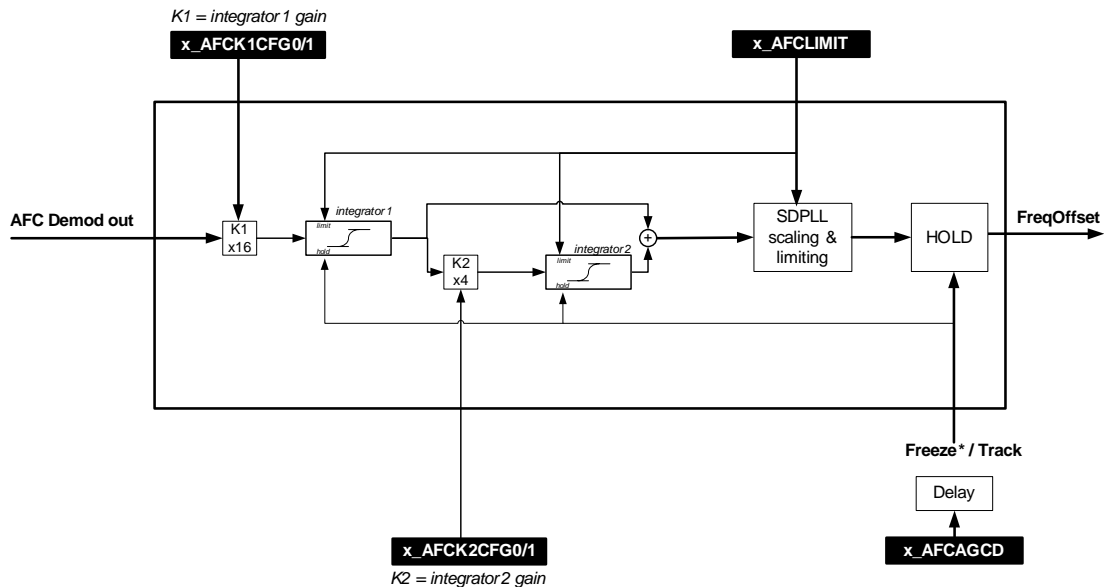 K1 = integrator 1 gain
x_AFCK1CFG0/1
x_AFCLIMIT
AFC Demod out
K1
x16
integrator 1
limit
hold
K2
x4
integrator 2
limit
hold
+
SDPLL
scaling &
limiting
HOLD
FreqOffset
Freeze* / Track
Delay
x_AFCK2CFG0/1
K2 = integrator 2 gain
x_AFCAGCD